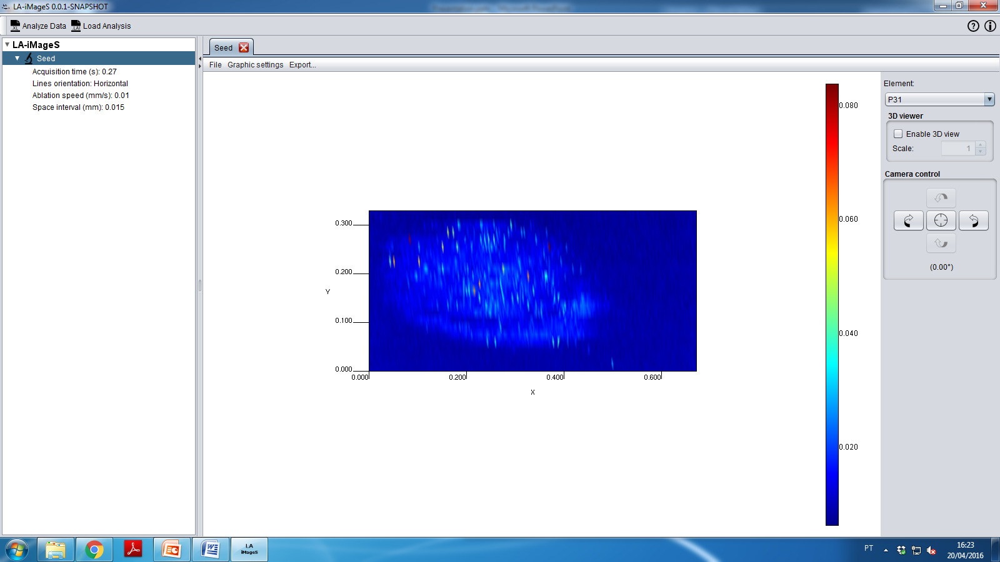 LA-iMageS 0.0.1-SNAPSHOT
Analyze Data Load Analysis
LA-iMageS
Seed
Acquisition time (s): 0.27
Lines orientation: Horizontal
Ablation speed (mm/s): 0.01
Space interval (mm): 0.015
Seed
File Graphic settings Export...
0.300
0.200
Y
0.100
0.000
0.000 0.200 0.400 0.600
X
0.080
0.060
0.040
0.020
Element:
P31
3D viewer
Enable 3D view
Scale: 1
Camera control
(0.00°)
LA
iMageS
PT
16:23
20/04/2016